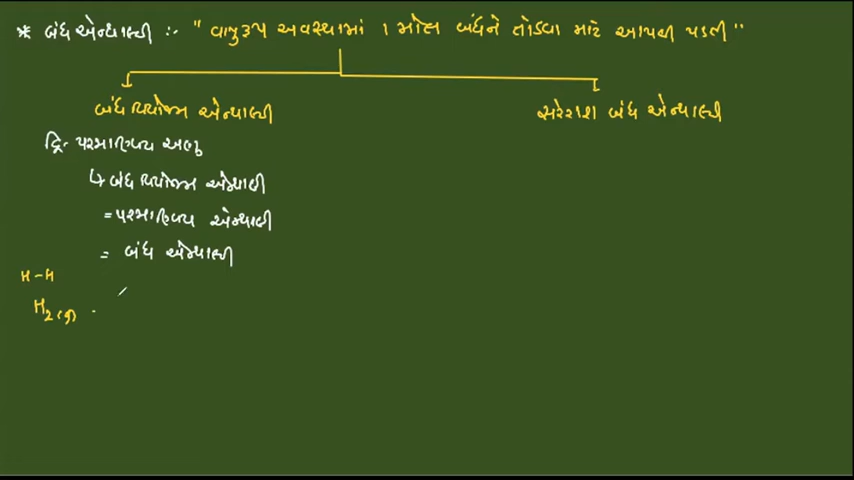 * બંધ એન્થાલ્પી :- "વાયુરૂપ અવસ્થામાં 1 મોલ બંધને તોડવા માટે આપવી પડતી"
બંધ વિયોજન એન્થાલ્પી
સરેરાશ બંધ એન્થાલ્પી
દ્વિ-પરમાણ્વિય અણુ
↳ બંધ વિયોજન એન્થાલ્પી
= પરમાણ્વિય એન્થાલ્પી
= બંધ એન્થાલ્પી
H-H
H2(g)